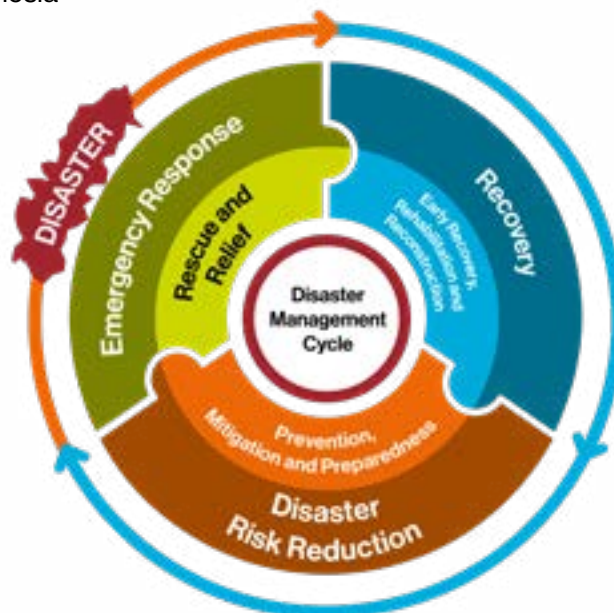 DISASTER
Emergency Response
Rescue and
Relief
Recovery
Early Recovery,
Rehabilitation and
Reconstruction
Disaster
Management
Cycle
Prevention,
Mitigation and Preparedness
Disaster
Risk Reduction